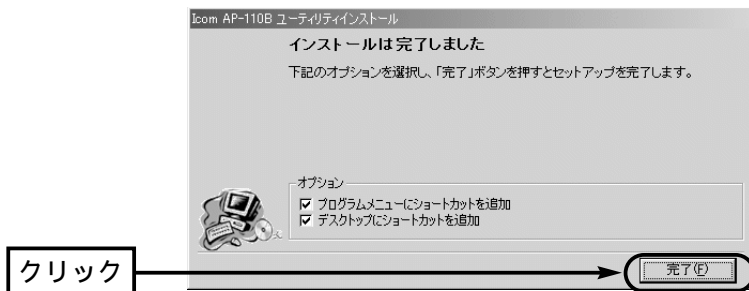 Icom AP-110B ユーティリティインストール
インストールは完了しました
下記のオプションを選択し、「完了」ボタンを押すとセットアップを完了します。
オプション
プログラムメニューにショートカットを追加
デスクトップにショートカットを追加
クリック
完了(F)